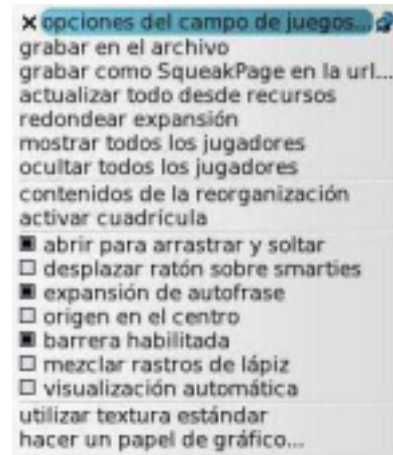 opciones del campo de juegos...
grabar en el archivo
grabar como SqueakPage en la url...
actualizar todo desde recursos
redondear expansión
mostrar todos los jugadores
ocultar todos los jugadores
contenidos de la reorganización
activar cuadrícula
abrir para arrastrar y soltar
desplazar ratón sobre smarties
expansión de autofrase
origen en el centro
barrera habilitada
mezclar rastros de lápiz
visualización automática
utilizar textura estándar
hacer un papel de gráfico...